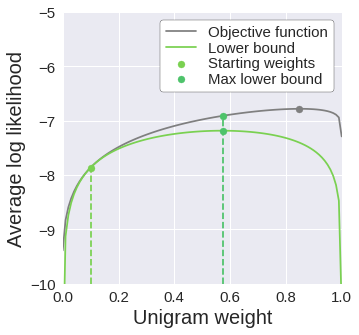 Objective function
Lower bound
Starting weights
Max lower bound
−5
−6
−7
−8
−9
−10
Average log likelihood
0.0 0.2 0.4 0.6 0.8 1.0
Unigram weight